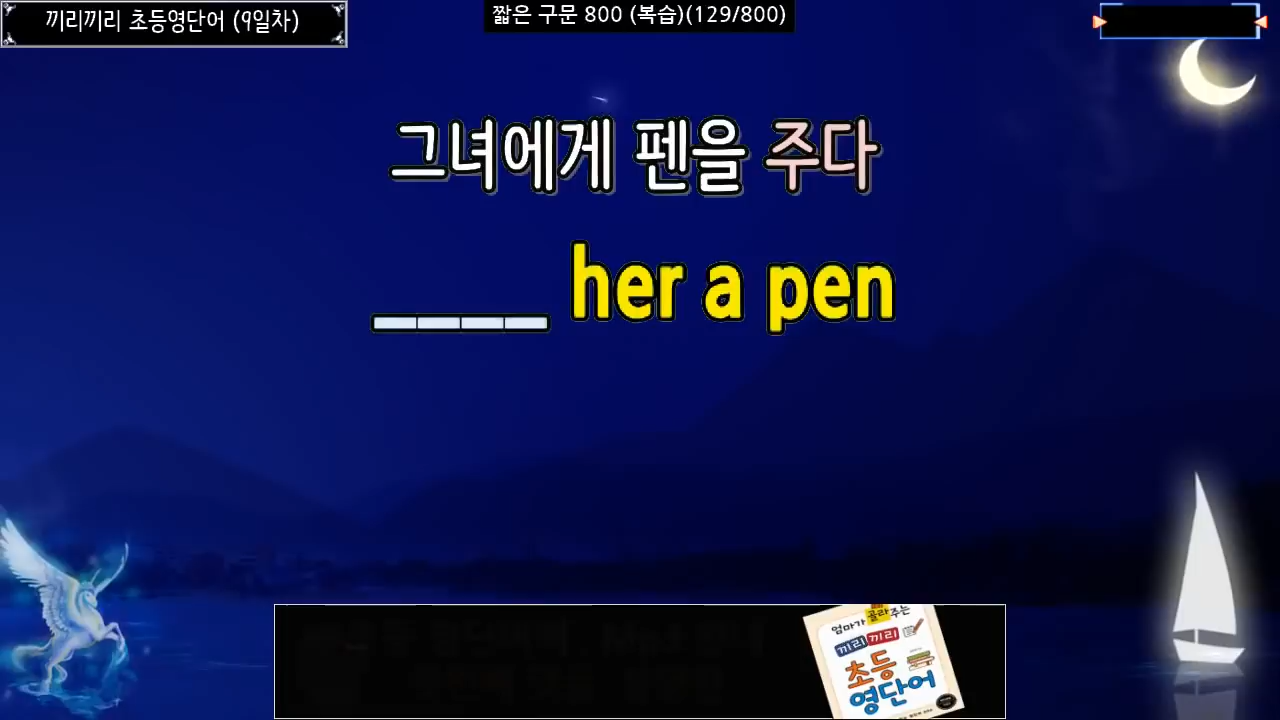 끼리끼리 초등영단어 (9일차)
짧은 구문 800 (복습)(129/800)
그녀에게 펜을 주다
____ her a pen
엄마가 골라주는
끼리끼리
초등
영단어